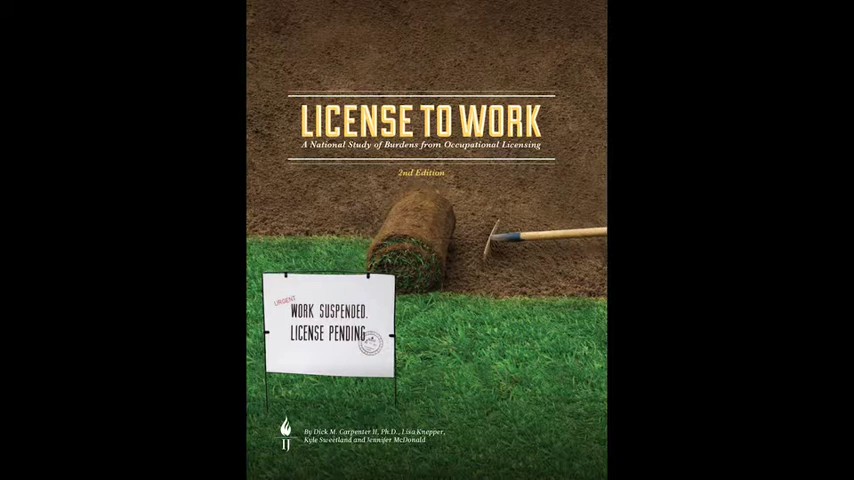 LICENSE TO WORK
A National Study of Burdens from Occupational Licensing
2nd Edition
URGENT
WORK SUSPENDED.
LICENSE PENDING.
IJ
By Dick M. Carpenter II, Ph.D., Lisa Knepper,
Kyle Sweetland and Jennifer McDonald